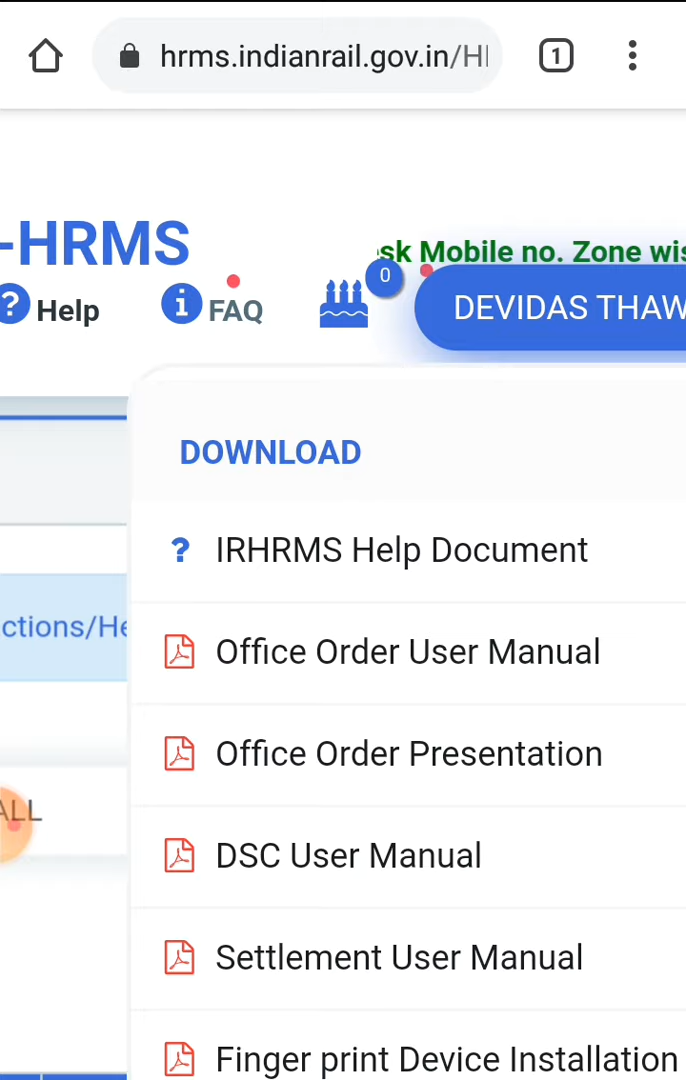 hrms.indianrail.gov.in/H
1
-HRMS
sk Mobile no. Zone wis
? Help
i FAQ
0
DEVIDAS THAW
DOWNLOAD
? IRHRMS Help Document
ctions/He
Office Order User Manual
Office Order Presentation
ALL
DSC User Manual
Settlement User Manual
Finger print Device Installation